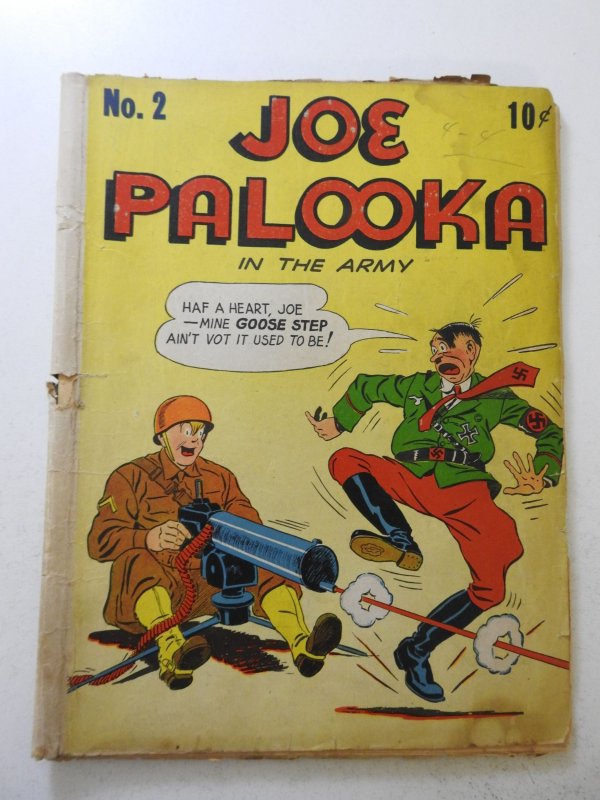 No. 2
10¢
JOE
PALOOKA
IN THE ARMY
HAF A HEART, JOE
—MINE GOOSE STEP
AIN'T VOT IT USED TO BE!